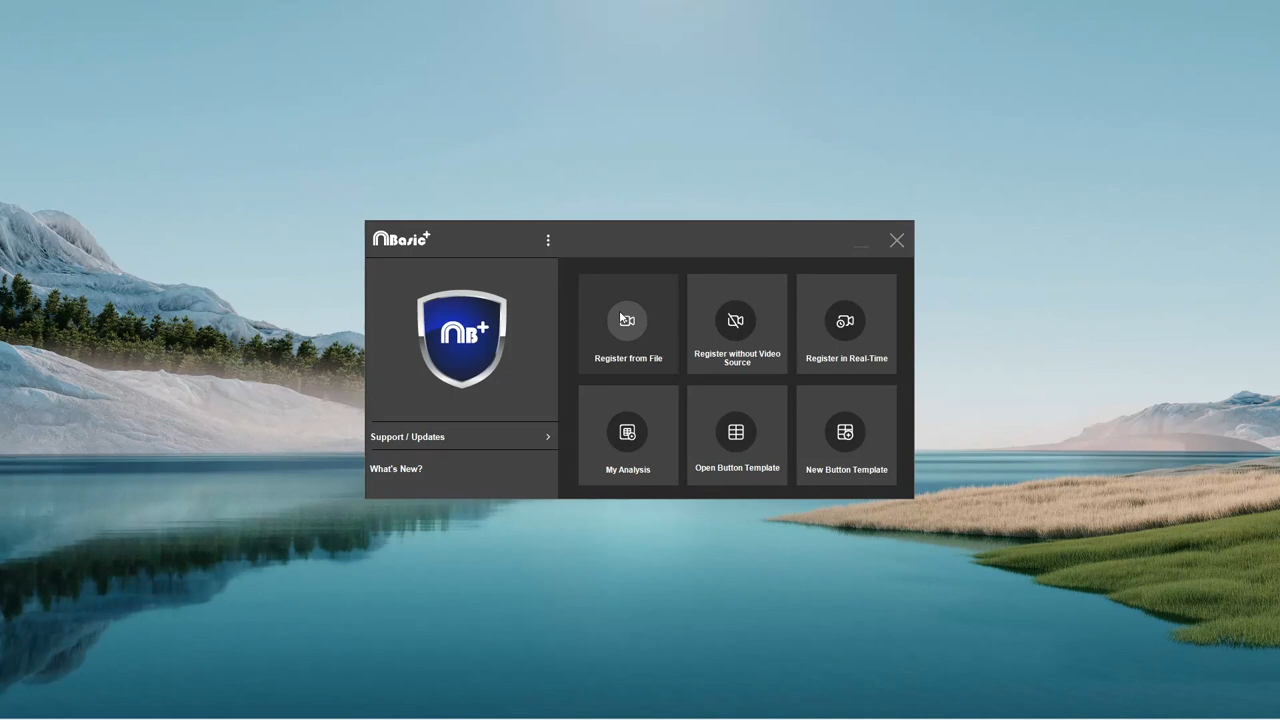 nBasic+
nB+
Support / Updates
What's New?
Register from File
Register without Video
Source
Register in Real-Time
My Analysis
Open Button Template
New Button Template